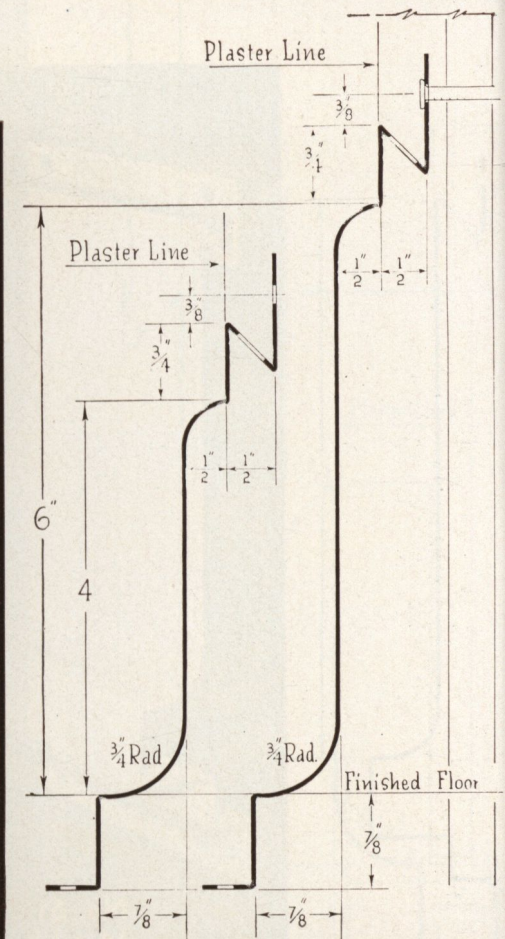 Plaster Line
3/8"
3/4"
1/2" 1/2"
Plaster Line
3/8"
3/4"
1/2" 1/2"
6"
4
3/4" Rad
3/4" Rad.
Finished Floor
7/8"
7/8"
7/8"